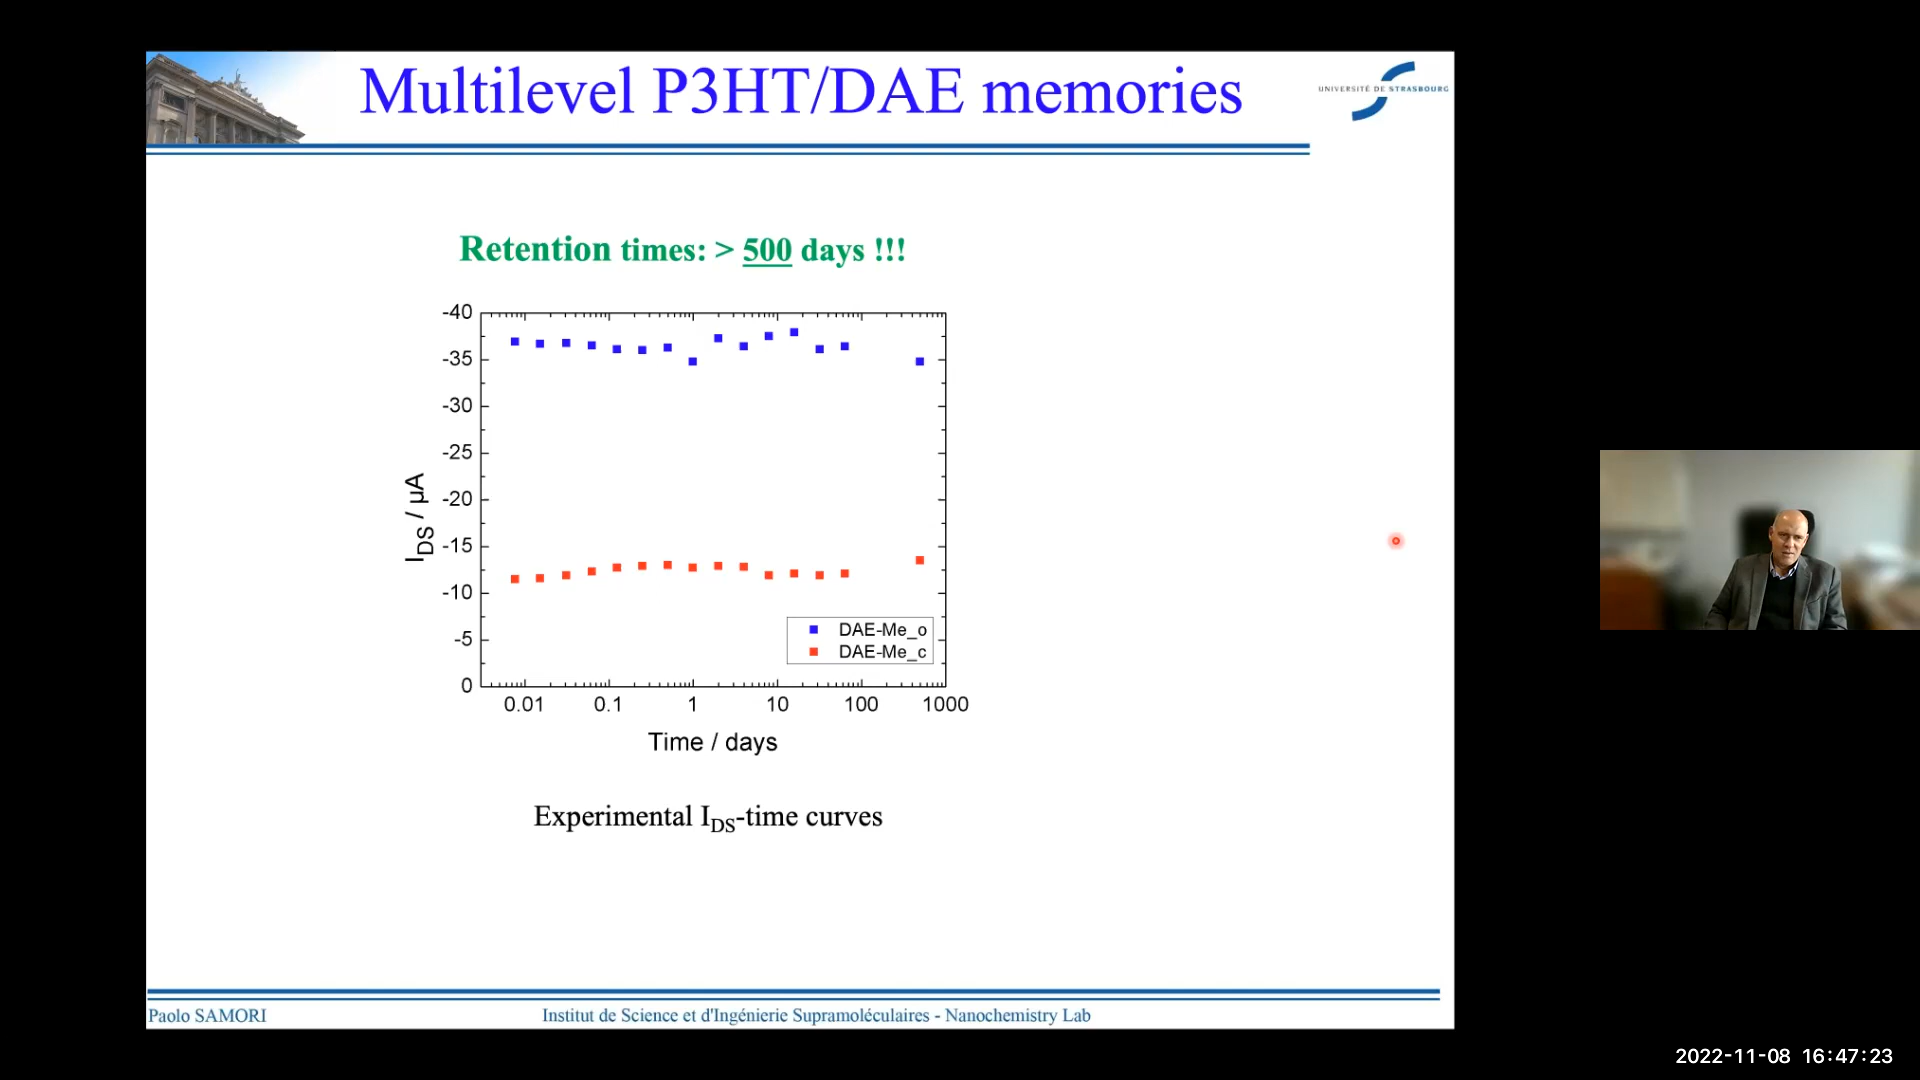 Multilevel P3HT/DAE memories
UNIVERSITÉ DE STRASBOURG
Retention times: > 500 days !!!
-40
-35
-30
-25
-20
-15
-10
-5
0
I_DS / µA
DAE-Me_o
DAE-Me_c
0.01 0.1 1 10 100 1000
Time / days
Experimental I_DS-time curves
Paolo SAMORI
Institut de Science et d'Ingénierie Supramoléculaires - Nanochemistry Lab
2022-11-08 16:47:23